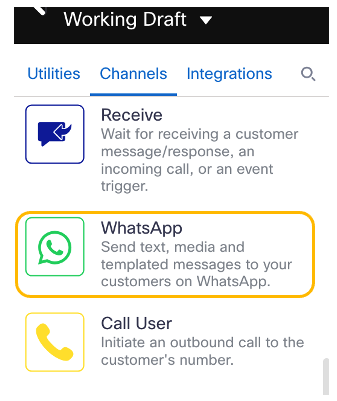 Working Draft
Utilities Channels Integrations
Receive
Wait for receiving a customer
message/response, an
incoming call, or an event
trigger.
WhatsApp
Send text, media and
templated messages to your
customers on WhatsApp.
Call User
Initiate an outbound call to the
customer's number.